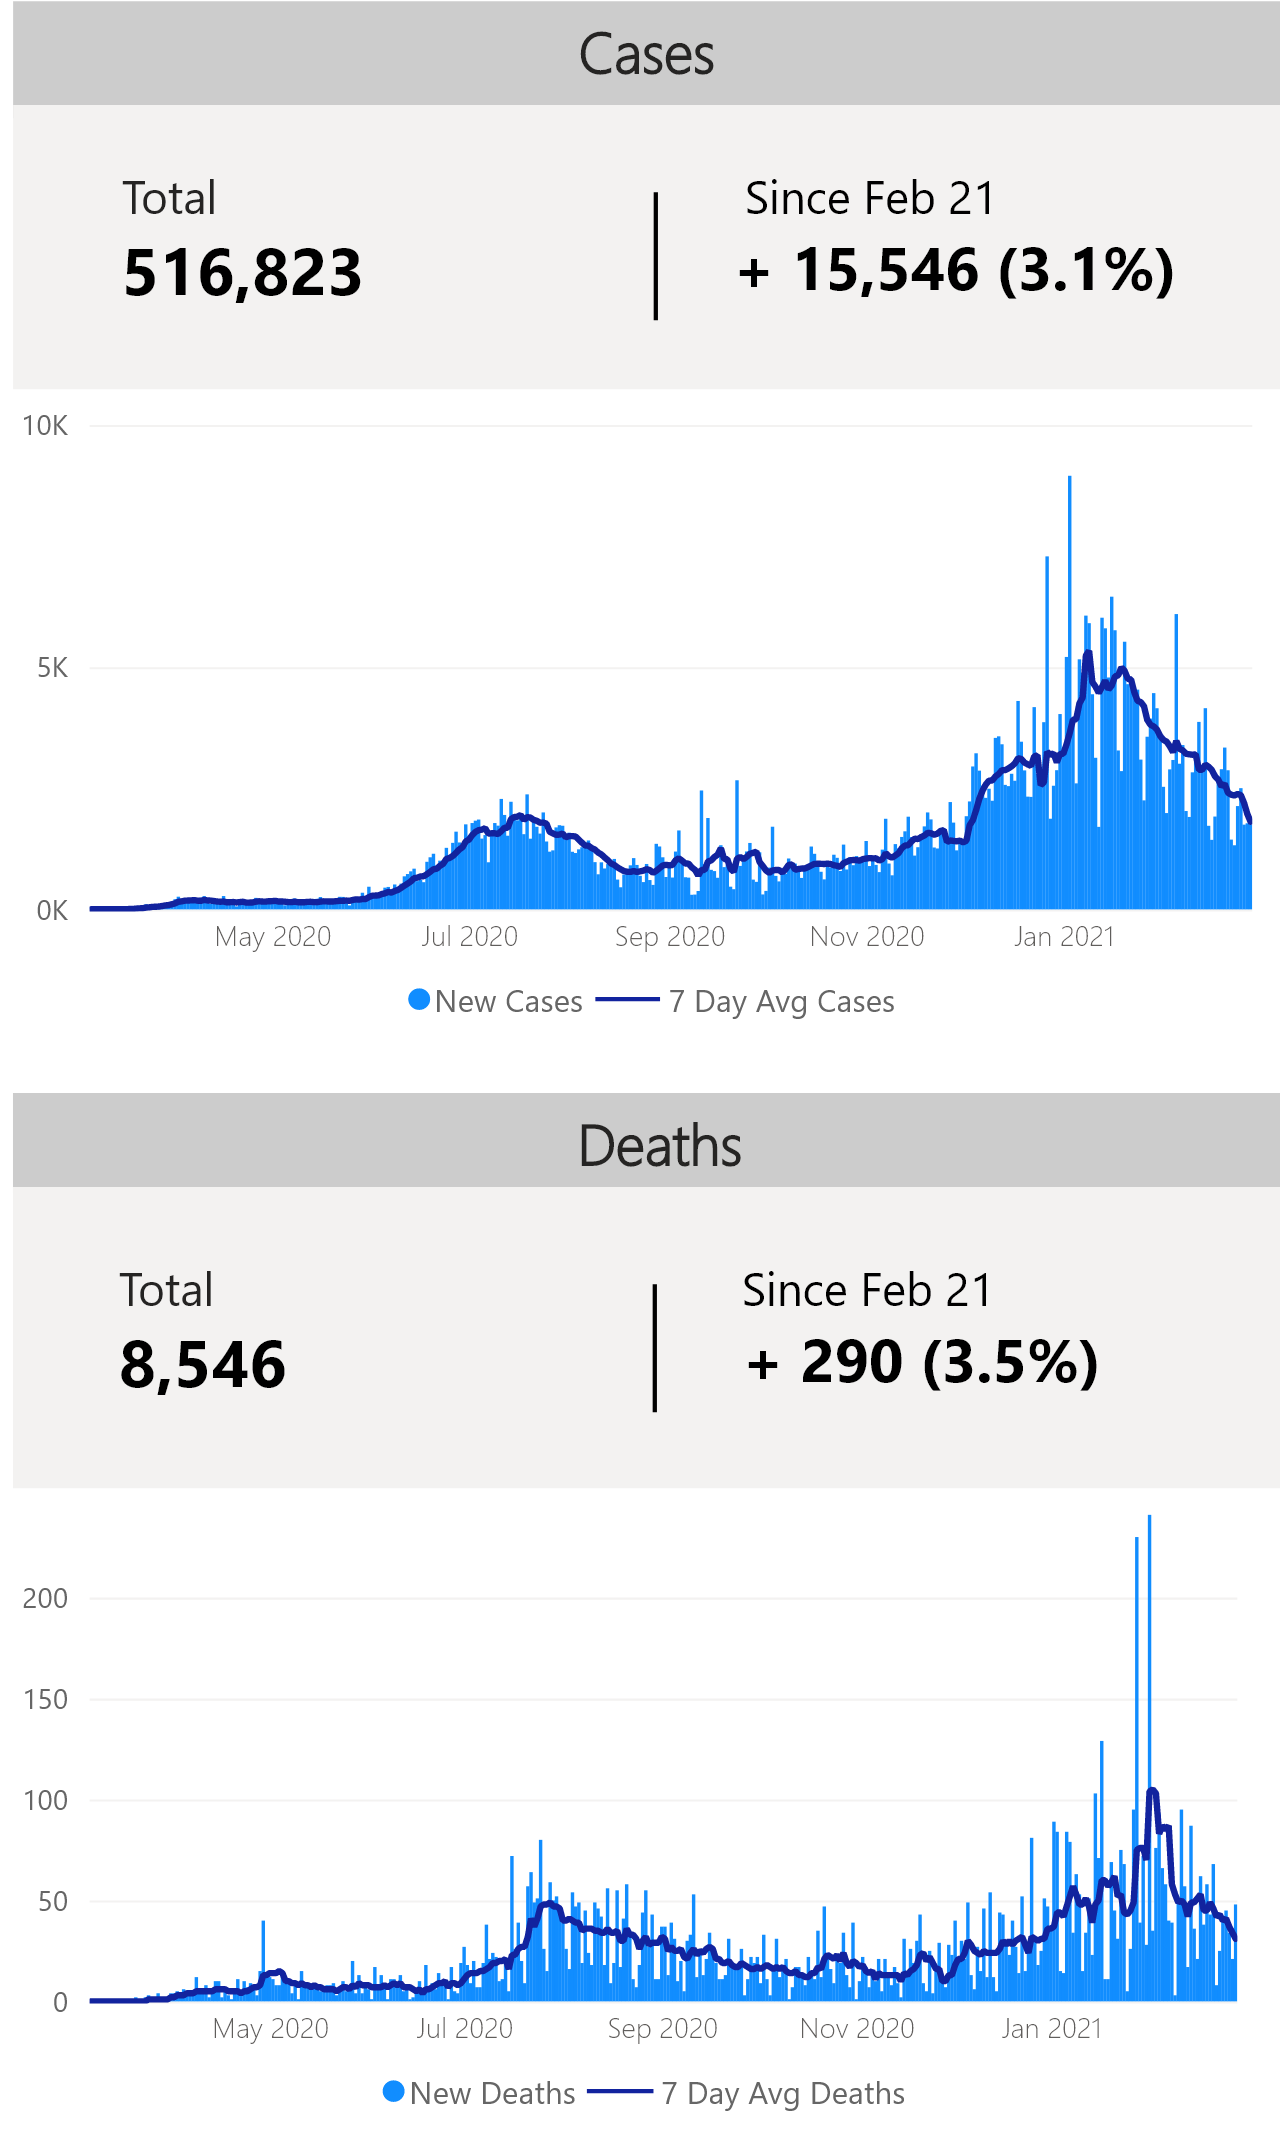 Cases
Total
Since Feb 21
516,823
+ 15,546 (3.1%)
10K
5K
0K
May 2020
Jul 2020
Sep 2020
Nov 2020
Jan 2021
New Cases
7 Day Avg Cases
Deaths
Total
Since Feb 21
8,546
+ 290 (3.5%)
200
150
100
50
0
May 2020
Jul 2020
Sep 2020
Nov 2020
Jan 2021
New Deaths
7 Day Avg Deaths